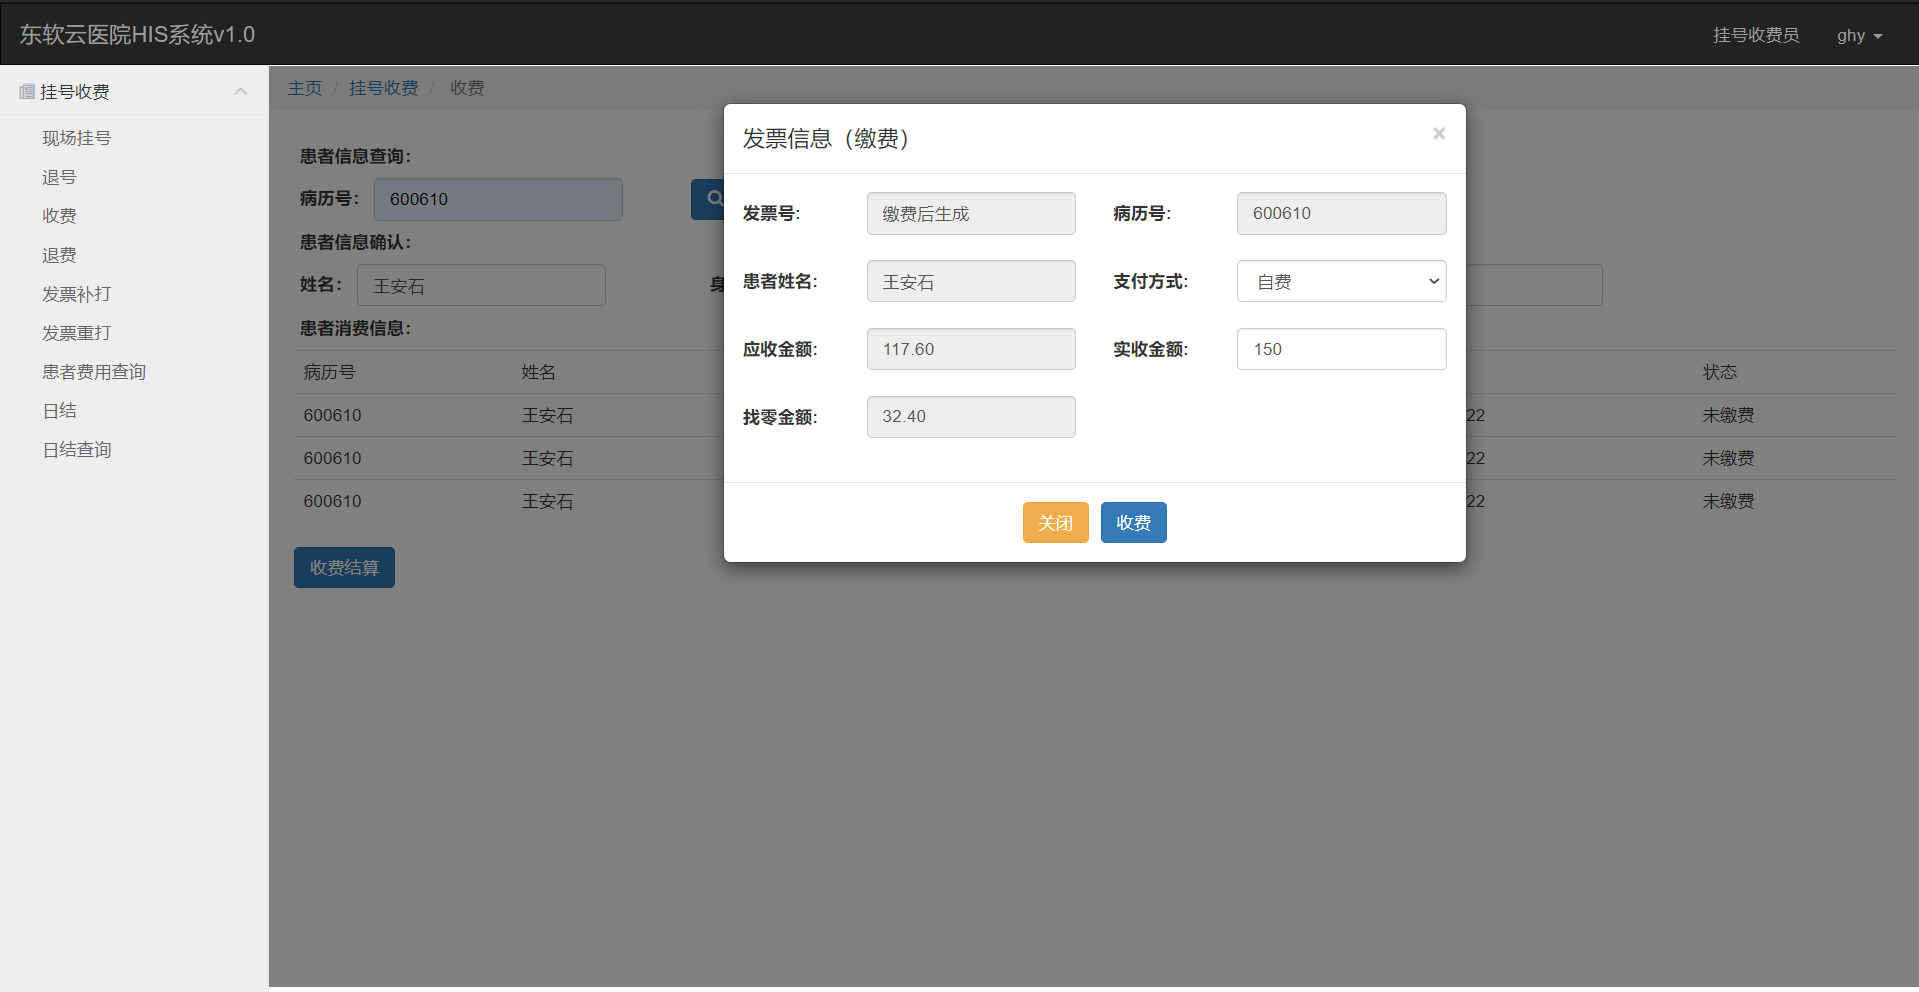 东软云医院HIS系统v1.0
挂号收费员 ghy
挂号收费
现场挂号
退号
收费
退费
发票补打
发票重打
患者费用查询
日结
日结查询
主页 / 挂号收费 / 收费
患者信息查询：
病历号： 600610
患者信息确认：
姓名： 王安石 身
患者消费信息：
病历号 姓名 状态
600610 王安石 22 未缴费
600610 王安石 22 未缴费
600610 王安石 22 未缴费
收费结算
发票信息（缴费） ×
发票号: 缴费后生成 病历号: 600610
患者姓名: 王安石 支付方式: 自费
应收金额: 117.60 实收金额: 150
找零金额: 32.40
关闭 收费